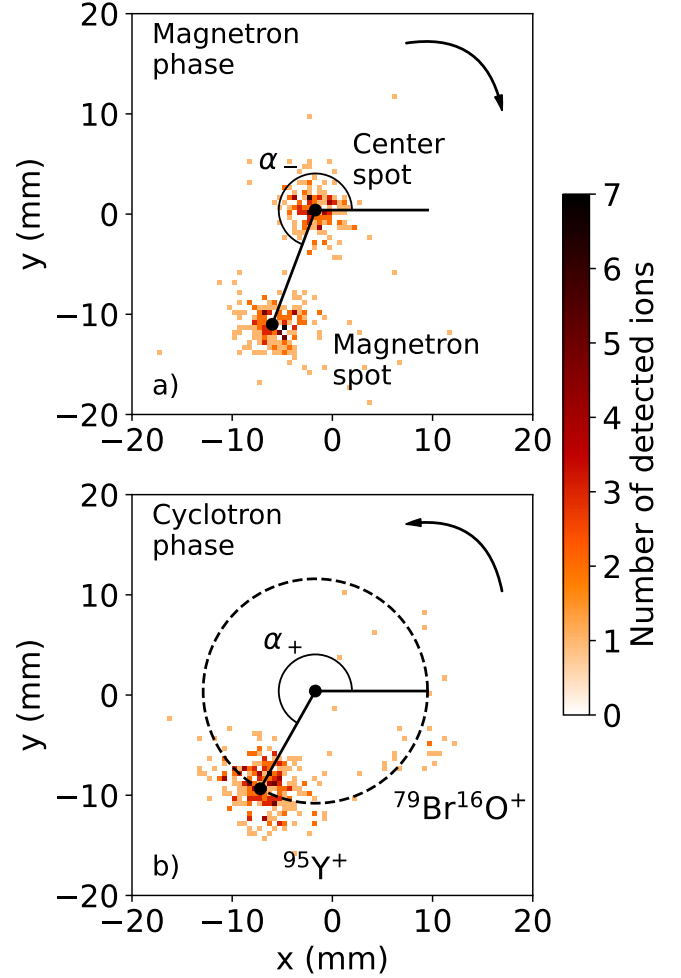 20
10
0
−10
−20
y (mm)
Magnetron
phase
α−
Center
spot
Magnetron
spot
a)
−20 −10 0 10 20
20
10
0
−10
−20
y (mm)
Cyclotron
phase
α+
⁷⁹Br¹⁶O⁺
⁹⁵Y⁺
b)
−20 −10 0 10 20
x (mm)
7
6
5
4
3
2
1
0
Number of detected ions